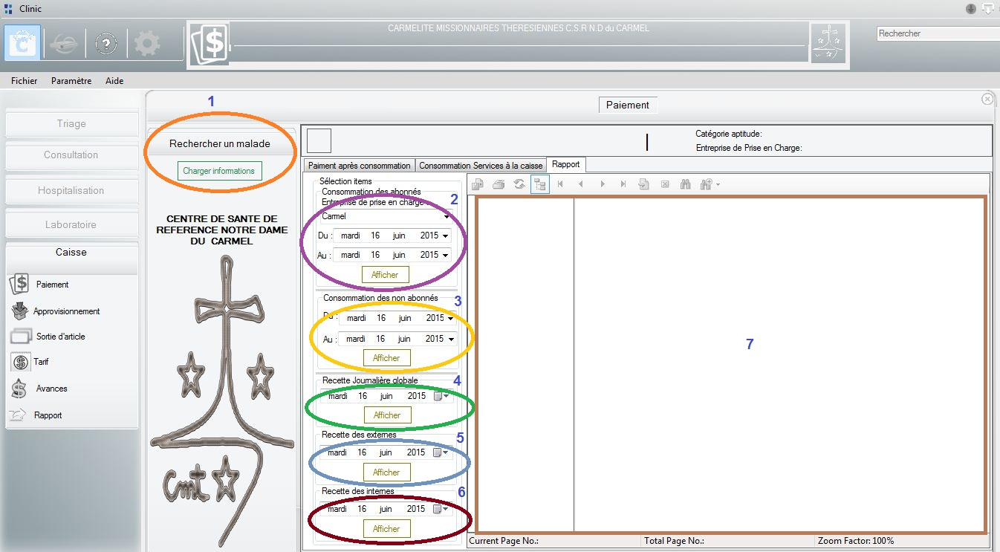 Clinic
CARMELITE MISSIONNAIRES THERESIENNES C.S.R N.D du CARMEL
Rechercher
Fichier Paramètre Aide
Triage
Consultation
Hospitalisation
Laboratoire
Caisse
Paiement
Approvisionnement
Sortie d'article
Tarif
Avances
Rapport
1
Rechercher un malade
Charger informations
CENTRE DE SANTE DE
REFERENCE NOTRE DAME
DU CARMEL
Cmt
Paiement
Catégorie aptitude:
Entreprise de Prise en Charge:
Paiment après consommation Consommation Services à la caisse Rapport
Sélection items
Consommation des abonnés
Entreprise de prise en charge
2
Carmel
Du : mardi 16 juin 2015
Au : mardi 16 juin 2015
Afficher
Consommation des non abonnés
3
Du : mardi 16 juin 2015
Au : mardi 16 juin 2015
Afficher
Recette Journalière globale
4
mardi 16 juin 2015
Afficher
Recette des externes
5
mardi 16 juin 2015
Afficher
Recette des internes
6
mardi 16 juin 2015
Afficher
7
Current Page No.: Total Page No.: Zoom Factor: 100%